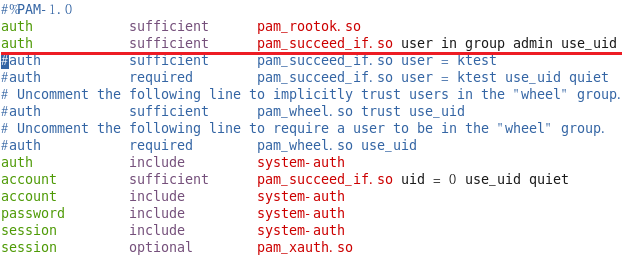 #%PAM-1.0
auth            sufficient      pam_rootok.so
auth            sufficient      pam_succeed_if.so user in group admin use_uid
#auth           sufficient      pam_succeed_if.so user = ktest
#auth           required        pam_succeed_if.so user = ktest use_uid quiet
# Uncomment the following line to implicitly trust users in the "wheel" group.
#auth           sufficient      pam_wheel.so trust use_uid
# Uncomment the following line to require a user to be in the "wheel" group.
#auth           required        pam_wheel.so use_uid
auth            include         system-auth
account         sufficient      pam_succeed_if.so uid = 0 use_uid quiet
account         include         system-auth
password        include         system-auth
session         include         system-auth
session         optional        pam_xauth.so